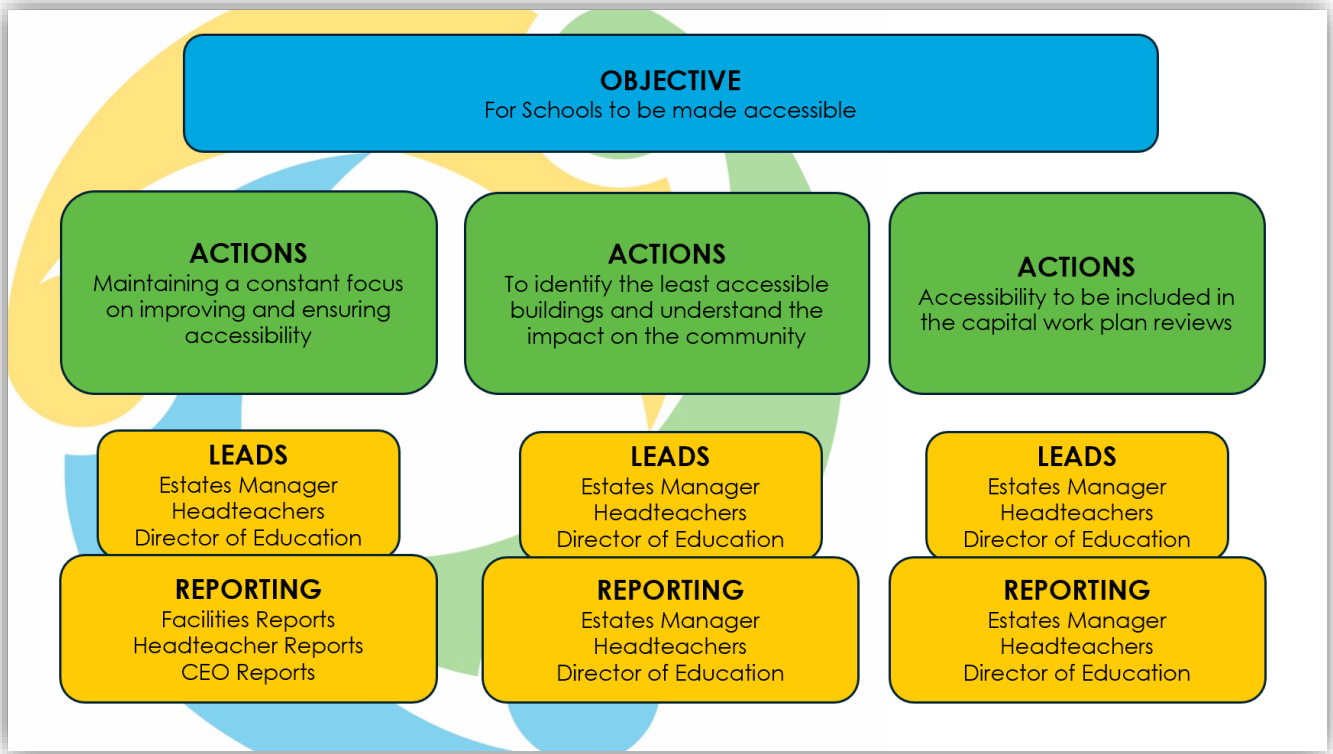 OBJECTIVE
For Schools to be made accessible
ACTIONS
Maintaining a constant focus
on improving and ensuring
accessibility
ACTIONS
To identify the least accessible
buildings and understand the
impact on the community
ACTIONS
Accessibility to be included in
the capital work plan reviews
LEADS
Estates Manager
Headteachers
Director of Education
LEADS
Estates Manager
Headteachers
Director of Education
LEADS
Estates Manager
Headteachers
Director of Education
REPORTING
Facilities Reports
Headteacher Reports
CEO Reports
REPORTING
Estates Manager
Headteachers
Director of Education
REPORTING
Estates Manager
Headteachers
Director of Education